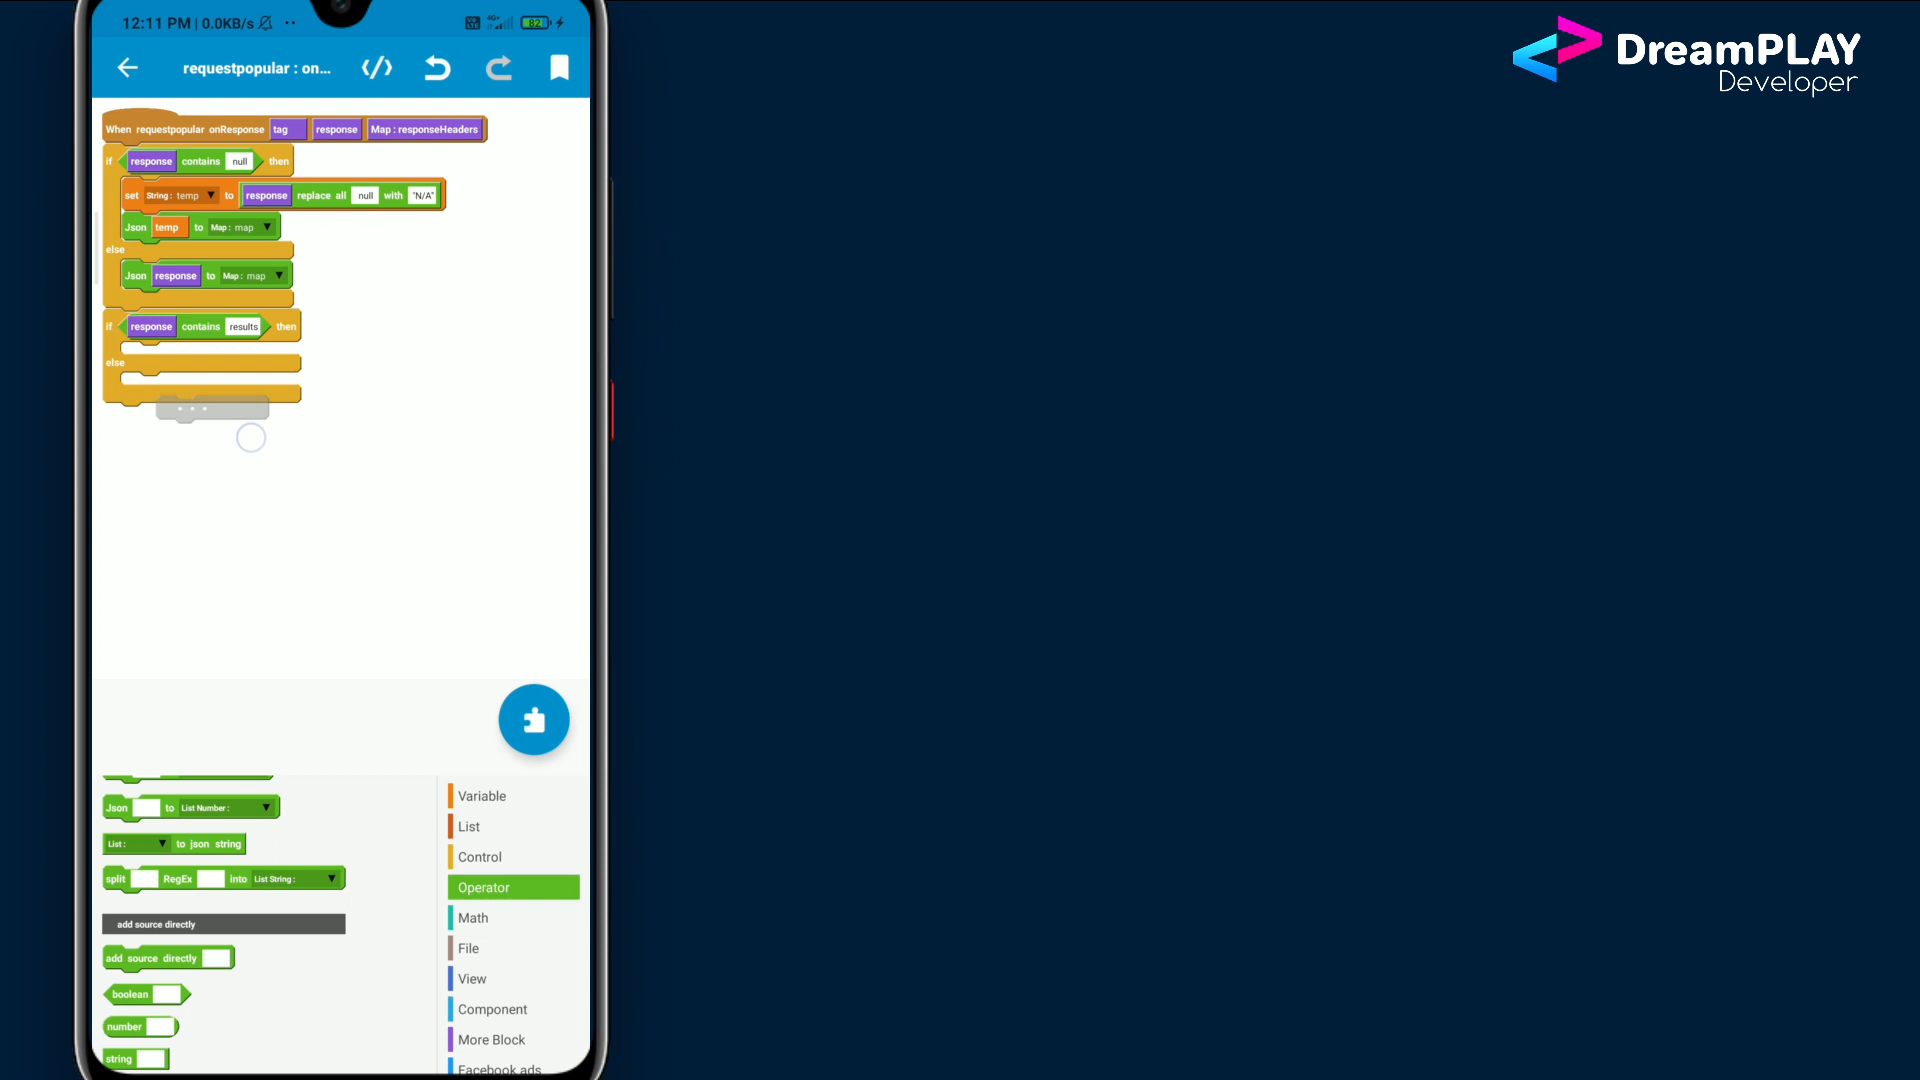 12:11 PM | 0.0KB/s
4G+
82
DreamPLAY
Developer
requestpopular : on...
When requestpopular onResponse tag response Map : responseHeaders
if response contains null then
set String : temp to response replace all null with "N/A"
Json temp to Map : map
else
Json response to Map : map
if response contains results then
else
Json to List Number :
List : to json string
split RegEx into List String :
add source directly
add source directly
boolean
number
string
Variable
List
Control
Operator
Math
File
View
Component
More Block
Facebook ads